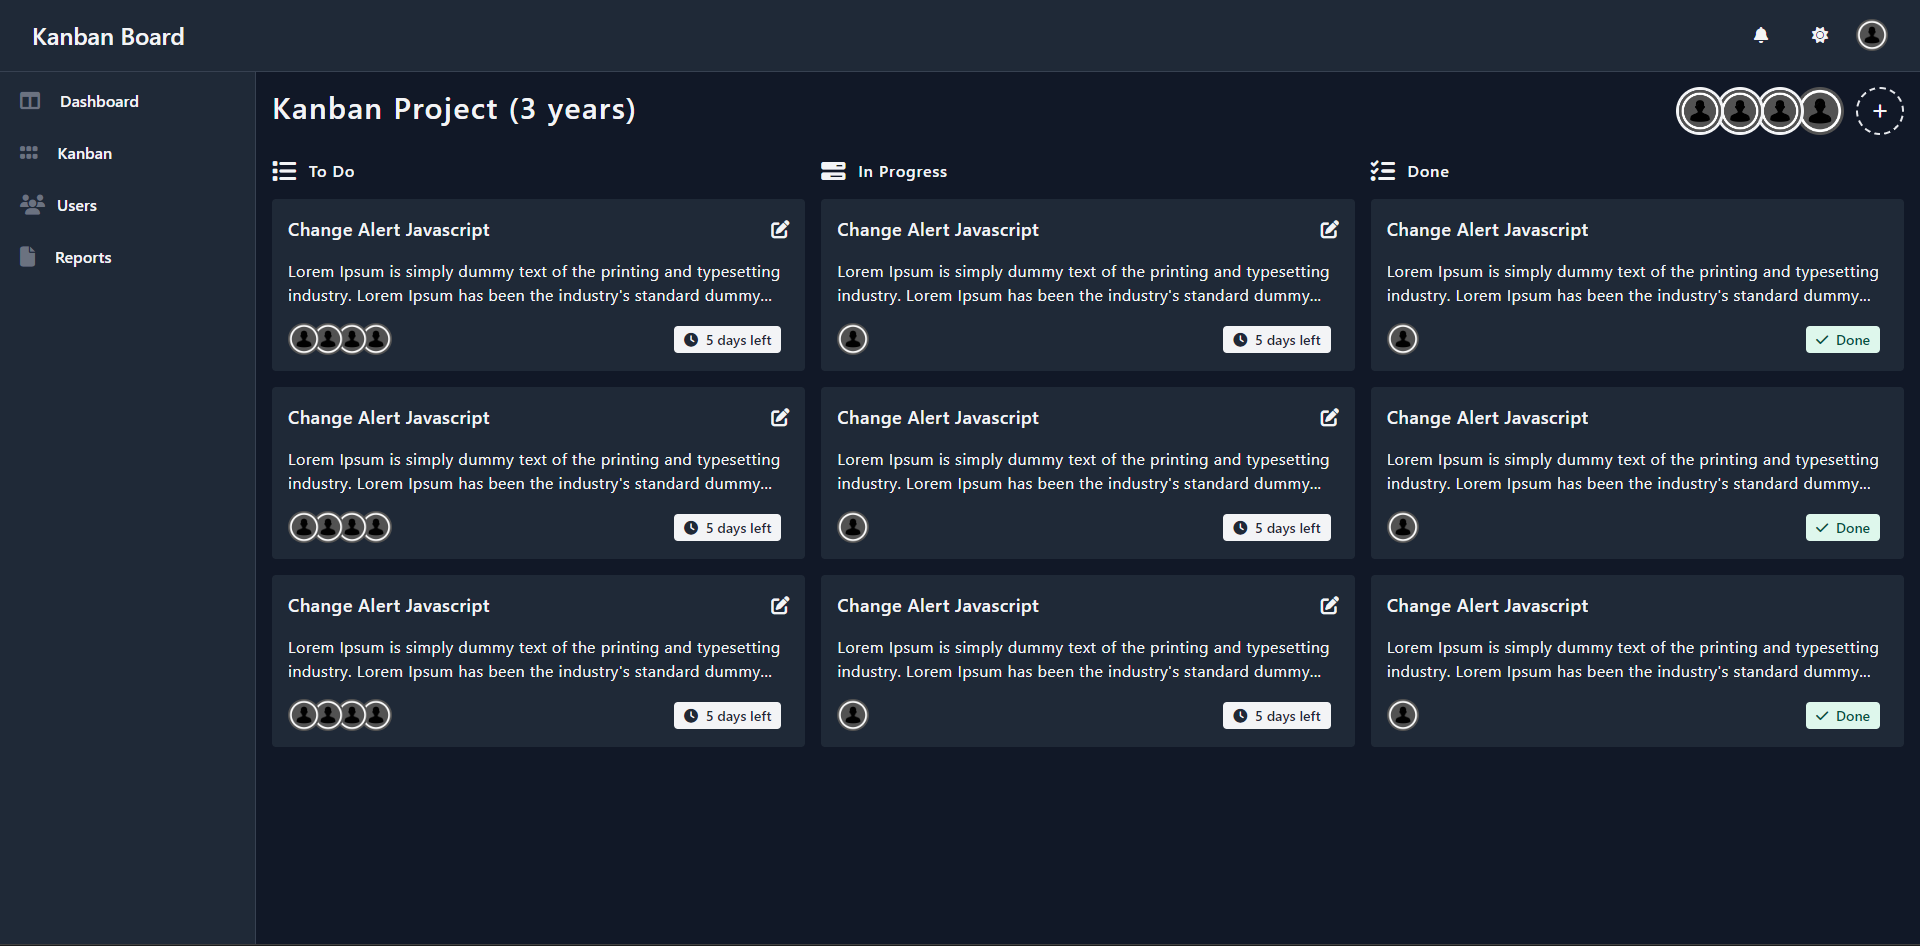 Kanban Board
Dashboard
Kanban
Users
Reports
Kanban Project (3 years)
To Do
Change Alert Javascript
Lorem Ipsum is simply dummy text of the printing and typesetting
industry. Lorem Ipsum has been the industry's standard dummy...
5 days left
Change Alert Javascript
Lorem Ipsum is simply dummy text of the printing and typesetting
industry. Lorem Ipsum has been the industry's standard dummy...
5 days left
Change Alert Javascript
Lorem Ipsum is simply dummy text of the printing and typesetting
industry. Lorem Ipsum has been the industry's standard dummy...
5 days left
In Progress
Change Alert Javascript
Lorem Ipsum is simply dummy text of the printing and typesetting
industry. Lorem Ipsum has been the industry's standard dummy...
5 days left
Change Alert Javascript
Lorem Ipsum is simply dummy text of the printing and typesetting
industry. Lorem Ipsum has been the industry's standard dummy...
5 days left
Change Alert Javascript
Lorem Ipsum is simply dummy text of the printing and typesetting
industry. Lorem Ipsum has been the industry's standard dummy...
5 days left
Done
Change Alert Javascript
Lorem Ipsum is simply dummy text of the printing and typesetting
industry. Lorem Ipsum has been the industry's standard dummy...
Done
Change Alert Javascript
Lorem Ipsum is simply dummy text of the printing and typesetting
industry. Lorem Ipsum has been the industry's standard dummy...
Done
Change Alert Javascript
Lorem Ipsum is simply dummy text of the printing and typesetting
industry. Lorem Ipsum has been the industry's standard dummy...
Done